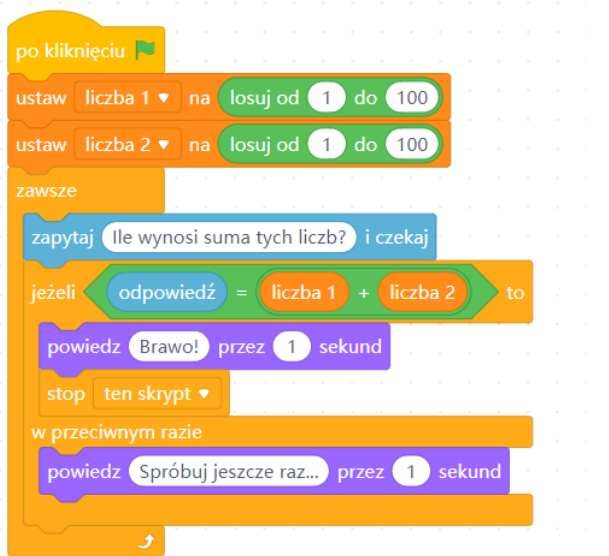 po kliknięciu
ustaw liczba 1 na losuj od 1 do 100
ustaw liczba 2 na losuj od 1 do 100
zawsze
zapytaj Ile wynosi suma tych liczb? i czekaj
jeżeli odpowiedź = liczba 1 + liczba 2 to
powiedz Brawo! przez 1 sekund
stop ten skrypt
w przeciwnym razie
powiedz Spróbuj jeszcze raz... przez 1 sekund